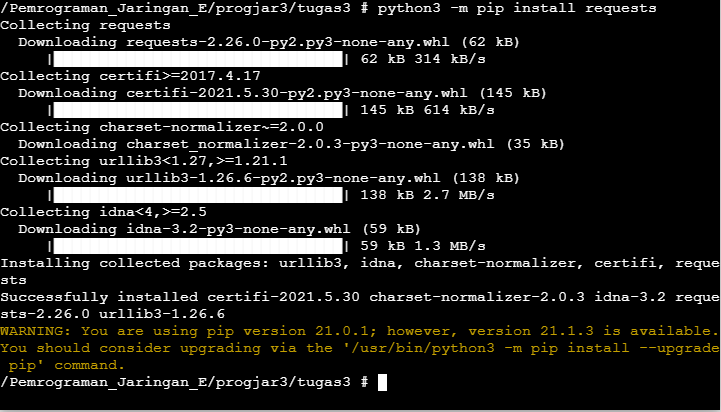 /Pemrograman_Jaringan_E/progjar3/tugas3 # python3 -m pip install requests
Collecting requests
  Downloading requests-2.26.0-py2.py3-none-any.whl (62 kB)
     |████████████████████████████████| 62 kB 314 kB/s
Collecting certifi>=2017.4.17
  Downloading certifi-2021.5.30-py2.py3-none-any.whl (145 kB)
     |████████████████████████████████| 145 kB 614 kB/s
Collecting charset-normalizer~=2.0.0
  Downloading charset_normalizer-2.0.3-py3-none-any.whl (35 kB)
Collecting urllib3<1.27,>=1.21.1
  Downloading urllib3-1.26.6-py2.py3-none-any.whl (138 kB)
     |████████████████████████████████| 138 kB 2.7 MB/s
Collecting idna<4,>=2.5
  Downloading idna-3.2-py3-none-any.whl (59 kB)
     |████████████████████████████████| 59 kB 1.3 MB/s
Installing collected packages: urllib3, idna, charset-normalizer, certifi, reque
sts
Successfully installed certifi-2021.5.30 charset-normalizer-2.0.3 idna-3.2 reque
sts-2.26.0 urllib3-1.26.6
WARNING: You are using pip version 21.0.1; however, version 21.1.3 is available.
You should consider upgrading via the '/usr/bin/python3 -m pip install --upgrade
 pip' command.
/Pemrograman_Jaringan_E/progjar3/tugas3 #